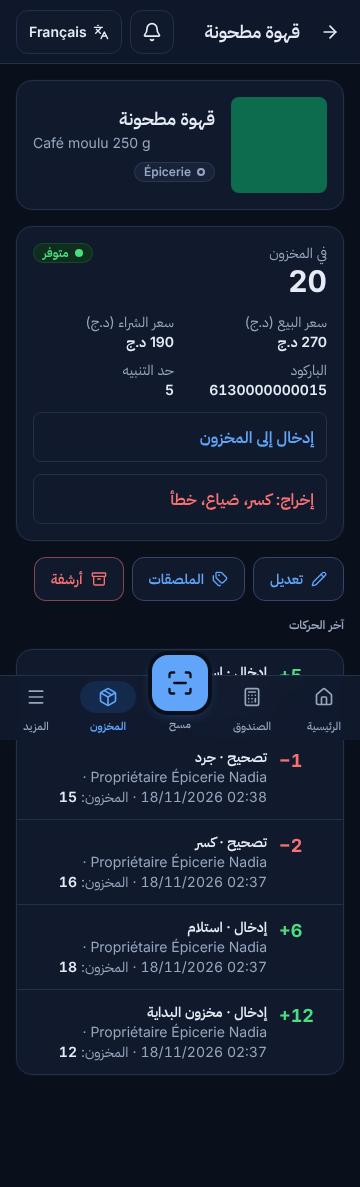 قهوة مطحونة
Français
قهوة مطحونة
Café moulu 250 g
Épicerie
في المخزون
متوفر
20
سعر البيع (د.ج)
سعر الشراء (د.ج)
270 د.ج
190 د.ج
الباركود
حد التنبيه
6130000000015
5
إدخال إلى المخزون
إخراج: كسر، ضياع، خطأ
تعديل
الملصقات
أرشفة
آخر الحركات
إدخال
الرئيسية
الصندوق
مسح
المخزون
المزيد
−1
تصحيح · جرد
Propriétaire Épicerie Nadia ·
18/11/2026 02:38 · المخزون: 15
−2
تصحيح · كسر
Propriétaire Épicerie Nadia ·
18/11/2026 02:37 · المخزون: 16
+6
إدخال · استلام
Propriétaire Épicerie Nadia ·
18/11/2026 02:37 · المخزون: 18
+12
إدخال · مخزون البداية
Propriétaire Épicerie Nadia ·
18/11/2026 02:37 · المخزون: 12